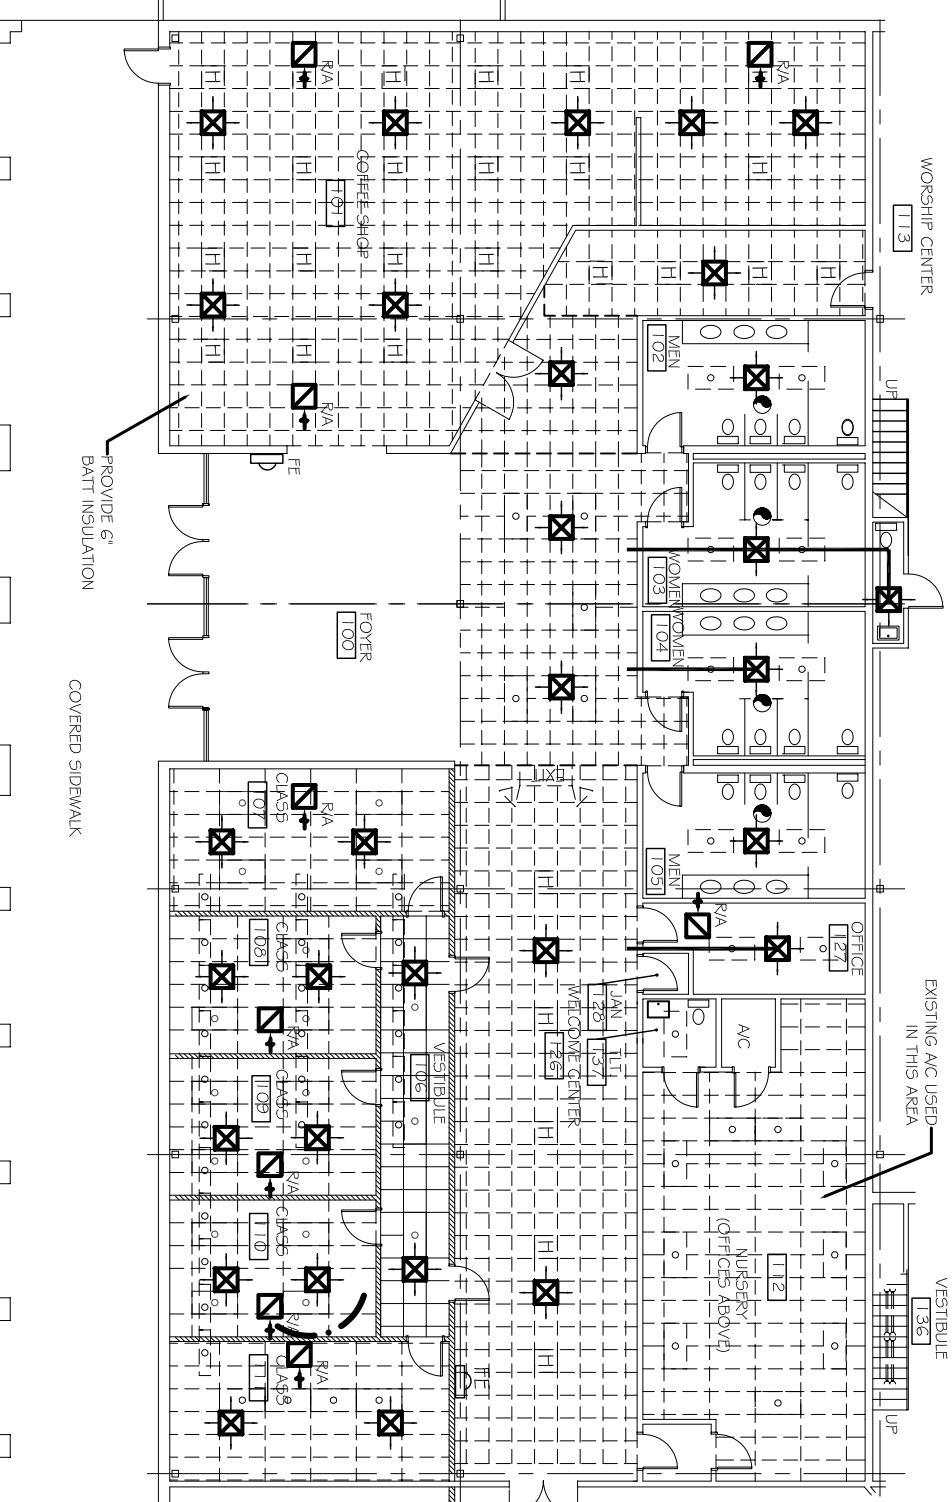 WORSHIP CENTER
113
R/A
R/A
COFFEE SHOP
101
R/A
PROVIDE 6"
BATT INSULATION
FE
MEN
102
UP
WOMEN
103
WOMEN
104
FOYER
100
COVERED SIDEWALK
EXIT
MEN
105
R/A
OFFICE
127
EXISTING A/C USED
IN THIS AREA
JAN
128
TLT
137
A/C
WELCOME CENTER
126
NURSERY
(OFFICES ABOVE)
112
VESTIBULE
136
UP
CLASS
107
R/A
CLASS
108
R/A
VESTIBULE
106
CLASS
109
R/A
CLASS
110
R/A
CLASS
111
R/A
FE